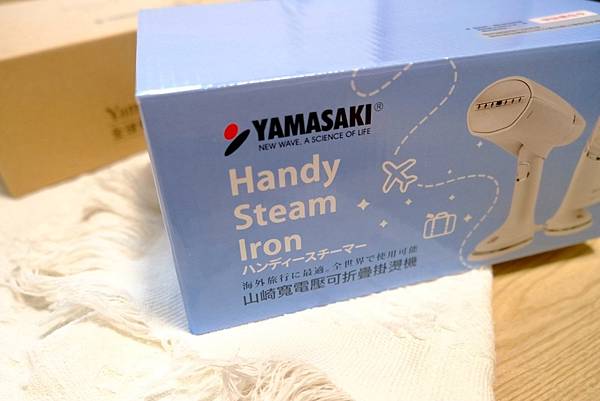 YAMASAKI®
NEW WAVE. A SCIENCE OF LIFE
Handy
Steam
Iron
ハンディースチーマー
海外旅行に最適。全世界で使用可能
山崎寬電壓可折疊掛燙機